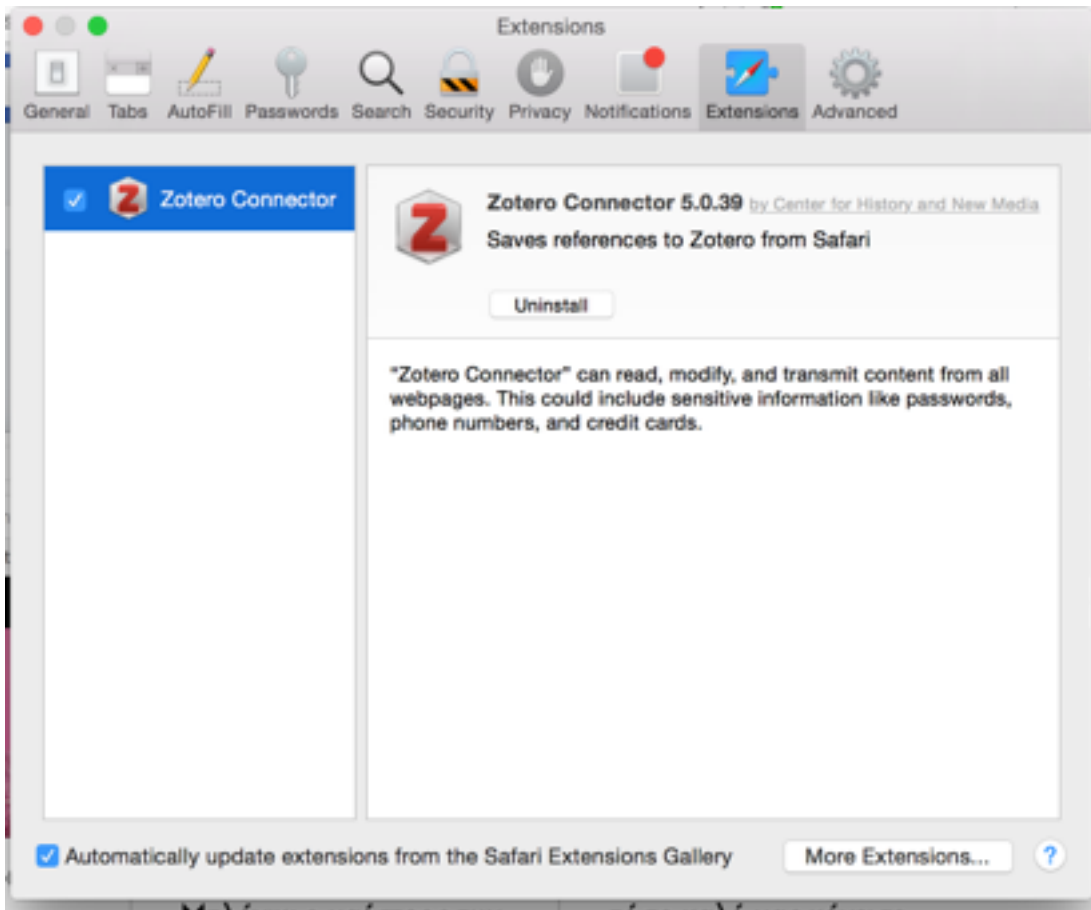 Extensions
General Tabs AutoFill Passwords Search Security Privacy Notifications Extensions Advanced
Z Zotero Connector
Z
Zotero Connector 5.0.39 by Center for History and New Media
Saves references to Zotero from Safari
Uninstall
"Zotero Connector" can read, modify, and transmit content from all
webpages. This could include sensitive information like passwords,
phone numbers, and credit cards.
Automatically update extensions from the Safari Extensions Gallery
More Extensions...
?